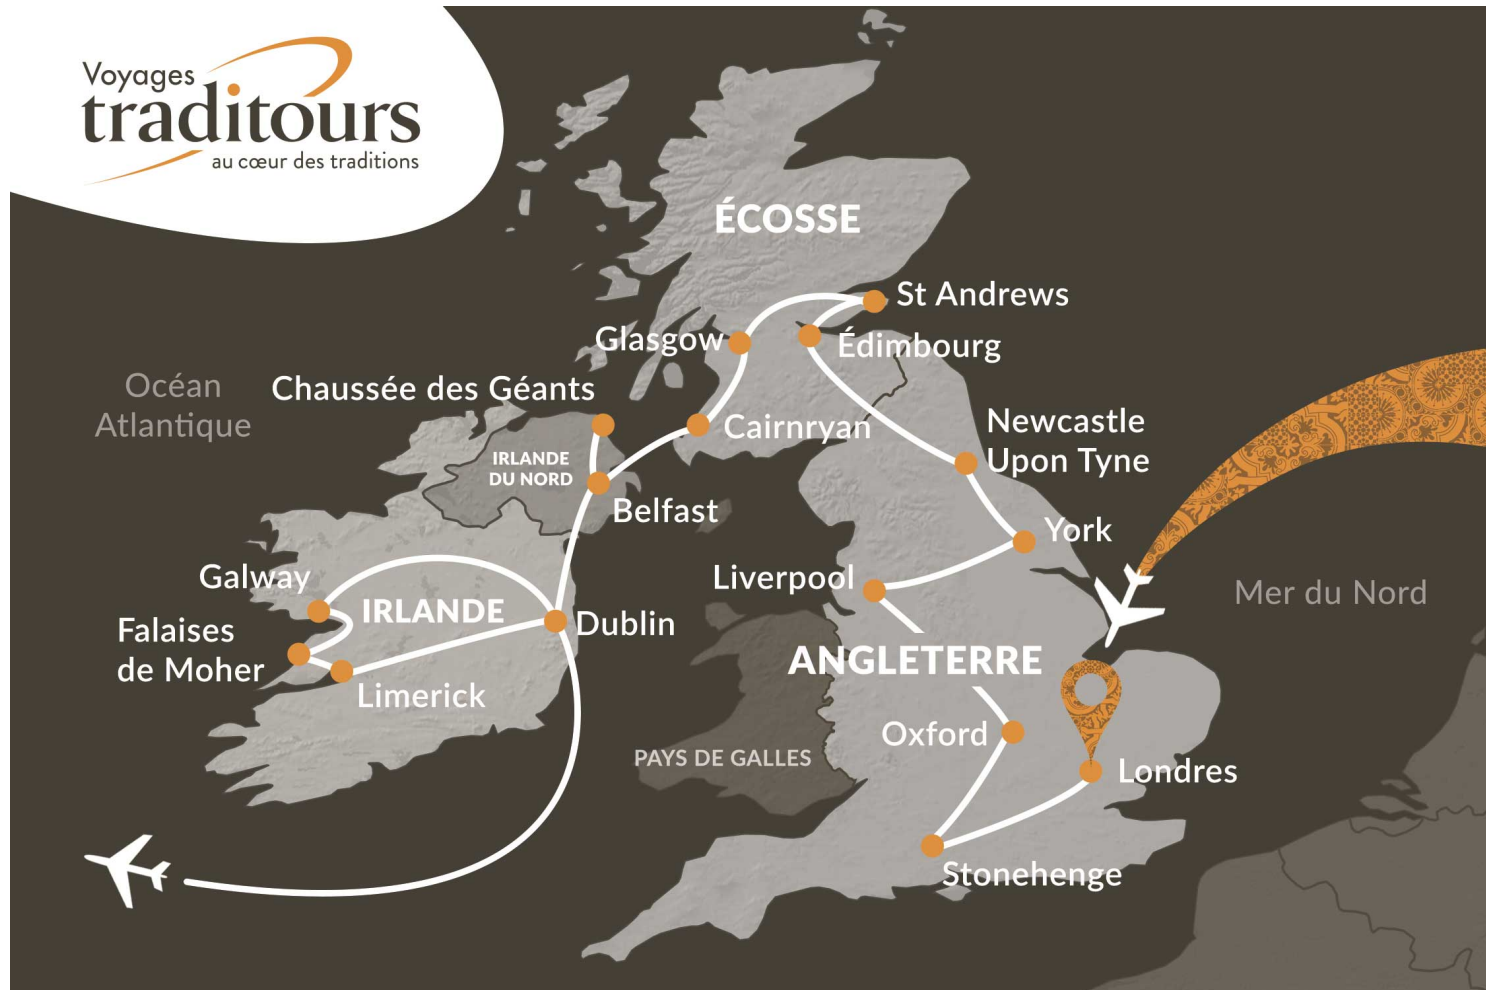 Voyages
traditours
au cœur des traditions
ÉCOSSE
St Andrews
Glasgow
Édimbourg
Océan
Atlantique
Chaussée des Géants
Cairnryan
Newcastle
Upon Tyne
IRLANDE
DU NORD
Belfast
York
Galway
Liverpool
Mer du Nord
IRLANDE
Dublin
Falaises
de Moher
ANGLETERRE
Limerick
Oxford
PAYS DE GALLES
Londres
Stonehenge